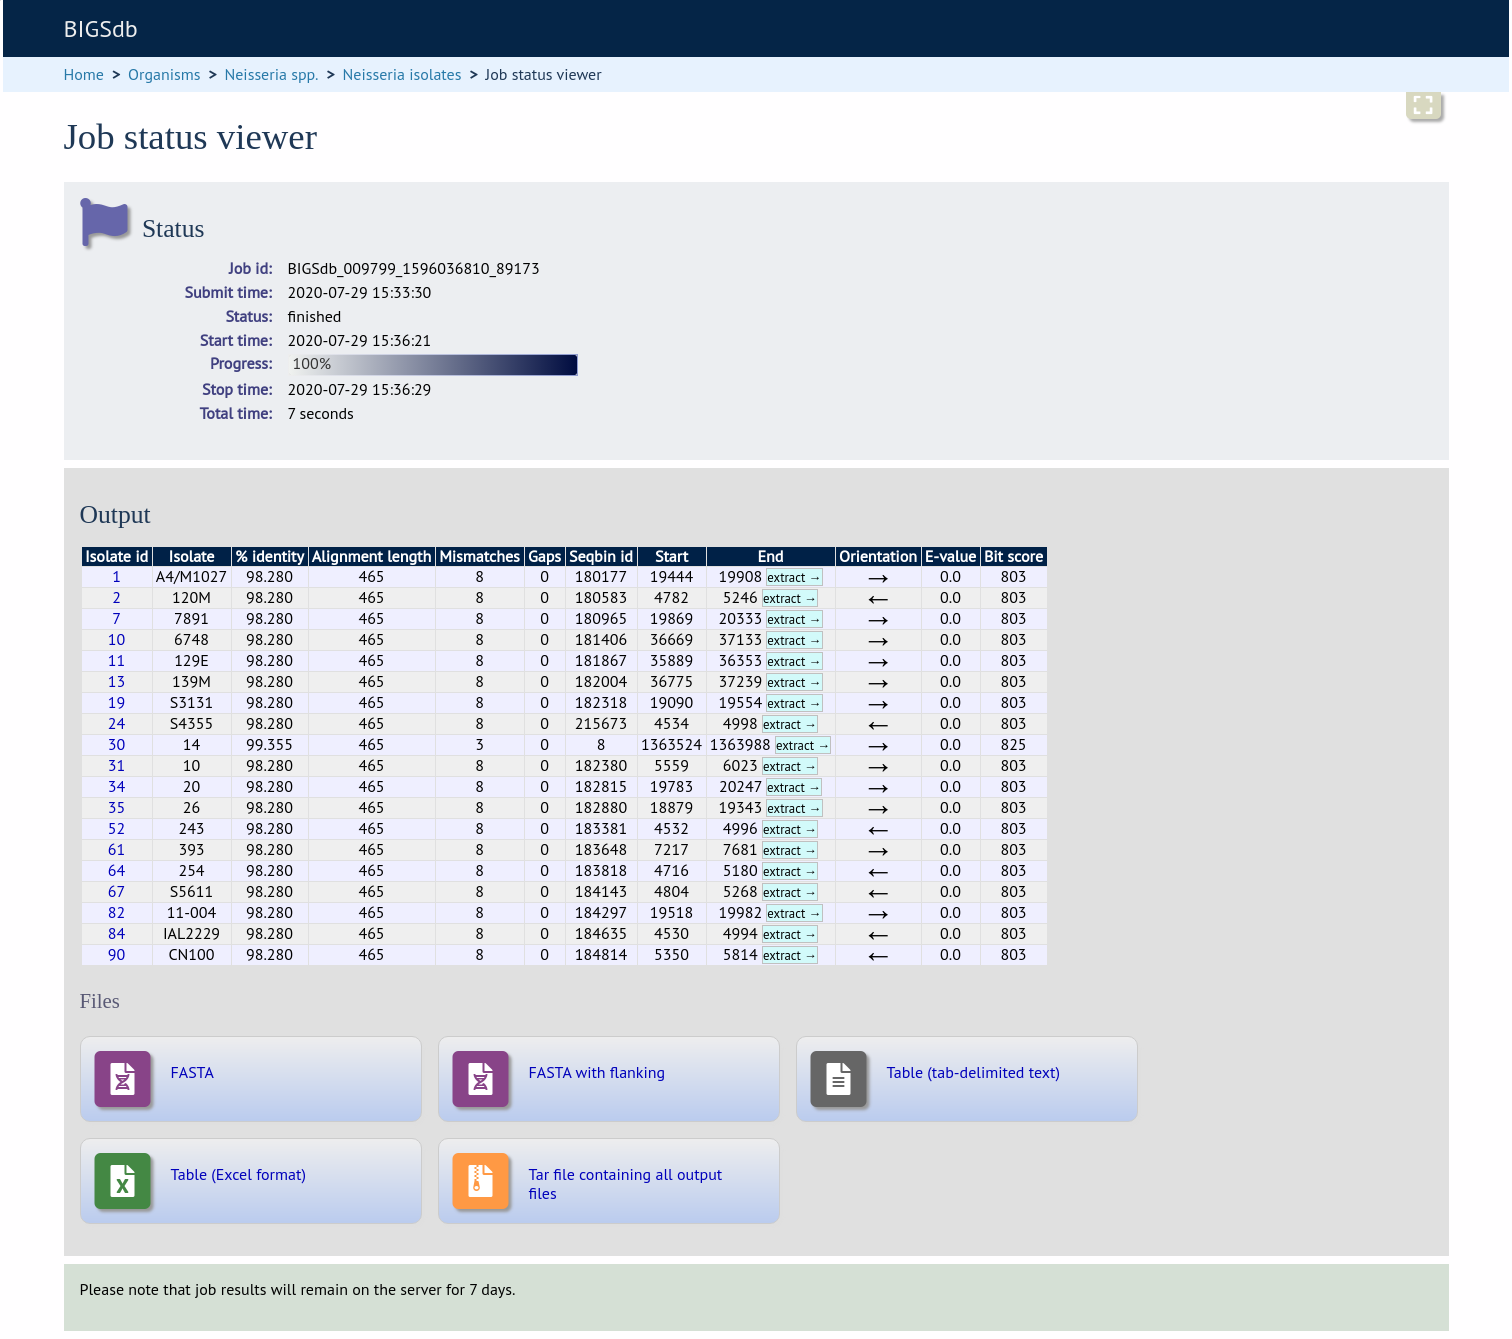 BIGSdb
Home > Organisms > Neisseria spp. > Neisseria isolates > Job status viewer
Job status viewer
Status
Job id: BIGSdb_009799_1596036810_89173
Submit time: 2020-07-29 15:33:30
Status: finished
Start time: 2020-07-29 15:36:21
Progress: 100%
Stop time: 2020-07-29 15:36:29
Total time: 7 seconds
Output
Isolate id Isolate % identity Alignment length Mismatches Gaps Seqbin id Start End Orientation E-value Bit score
1 A4/M1027 98.280 465 8 0 180177 19444 19908 extract → → 0.0 803
2 120M 98.280 465 8 0 180583 4782 5246 extract → ← 0.0 803
7 7891 98.280 465 8 0 180965 19869 20333 extract → → 0.0 803
10 6748 98.280 465 8 0 181406 36669 37133 extract → → 0.0 803
11 129E 98.280 465 8 0 181867 35889 36353 extract → → 0.0 803
13 139M 98.280 465 8 0 182004 36775 37239 extract → → 0.0 803
19 S3131 98.280 465 8 0 182318 19090 19554 extract → → 0.0 803
24 S4355 98.280 465 8 0 215673 4534 4998 extract → ← 0.0 803
30 14 99.355 465 3 0 8 1363524 1363988 extract → → 0.0 825
31 10 98.280 465 8 0 182380 5559 6023 extract → → 0.0 803
34 20 98.280 465 8 0 182815 19783 20247 extract → → 0.0 803
35 26 98.280 465 8 0 182880 18879 19343 extract → → 0.0 803
52 243 98.280 465 8 0 183381 4532 4996 extract → ← 0.0 803
61 393 98.280 465 8 0 183648 7217 7681 extract → → 0.0 803
64 254 98.280 465 8 0 183818 4716 5180 extract → ← 0.0 803
67 S5611 98.280 465 8 0 184143 4804 5268 extract → ← 0.0 803
82 11-004 98.280 465 8 0 184297 19518 19982 extract → → 0.0 803
84 IAL2229 98.280 465 8 0 184635 4530 4994 extract → ← 0.0 803
90 CN100 98.280 465 8 0 184814 5350 5814 extract → ← 0.0 803
Files
FASTA FASTA with flanking Table (tab-delimited text)
Table (Excel format) Tar file containing all output
files
Please note that job results will remain on the server for 7 days.